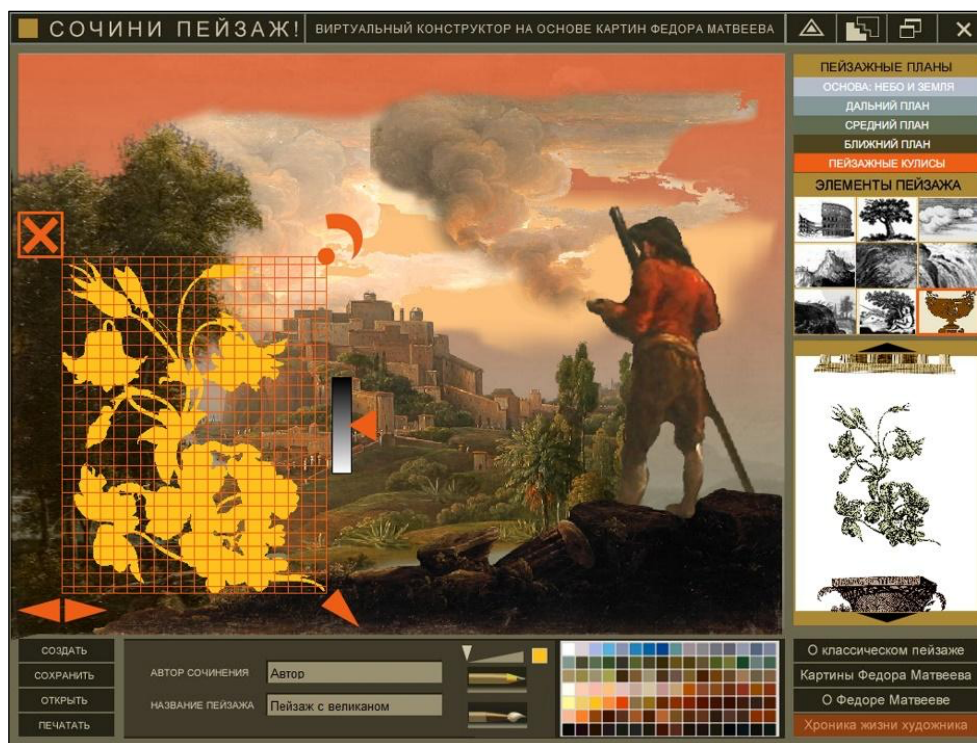 СОЧИНИ ПЕЙЗАЖ!
ВИРТУАЛЬНЫЙ КОНСТРУКТОР НА ОСНОВЕ КАРТИН ФЕДОРА МАТВЕЕВА
ПЕЙЗАЖНЫЕ ПЛАНЫ
ОСНОВА: НЕБО И ЗЕМЛЯ
ДАЛЬНИЙ ПЛАН
СРЕДНИЙ ПЛАН
БЛИЖНИЙ ПЛАН
ПЕЙЗАЖНЫЕ КУЛИСЫ
ЭЛЕМЕНТЫ ПЕЙЗАЖА
СОЗДАТЬ
СОХРАНИТЬ
ОТКРЫТЬ
ПЕЧАТАТЬ
АВТОР СОЧИНЕНИЯ
Автор
НАЗВАНИЕ ПЕЙЗАЖА
Пейзаж с великаном
О классическом пейзаже
Картины Федора Матвеева
О Федоре Матвееве
Хроника жизни художника